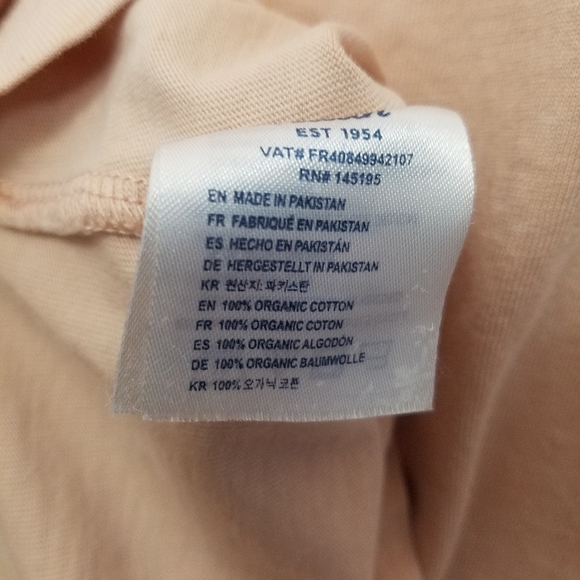 EST 1954
VAT# FR40849942107
RN# 145195
EN MADE IN PAKISTAN
FR FABRIQUÉ EN PAKISTAN
ES HECHO EN PAKISTÁN
DE HERGESTELLT IN PAKISTAN
KR 원산지: 파키스탄
EN 100% ORGANIC COTTON
FR 100% ORGANIC COTON
ES 100% ORGANIC ALGODÓN
DE 100% ORGANIC BAUMWOLLE
KR 100% 오가닉 코튼